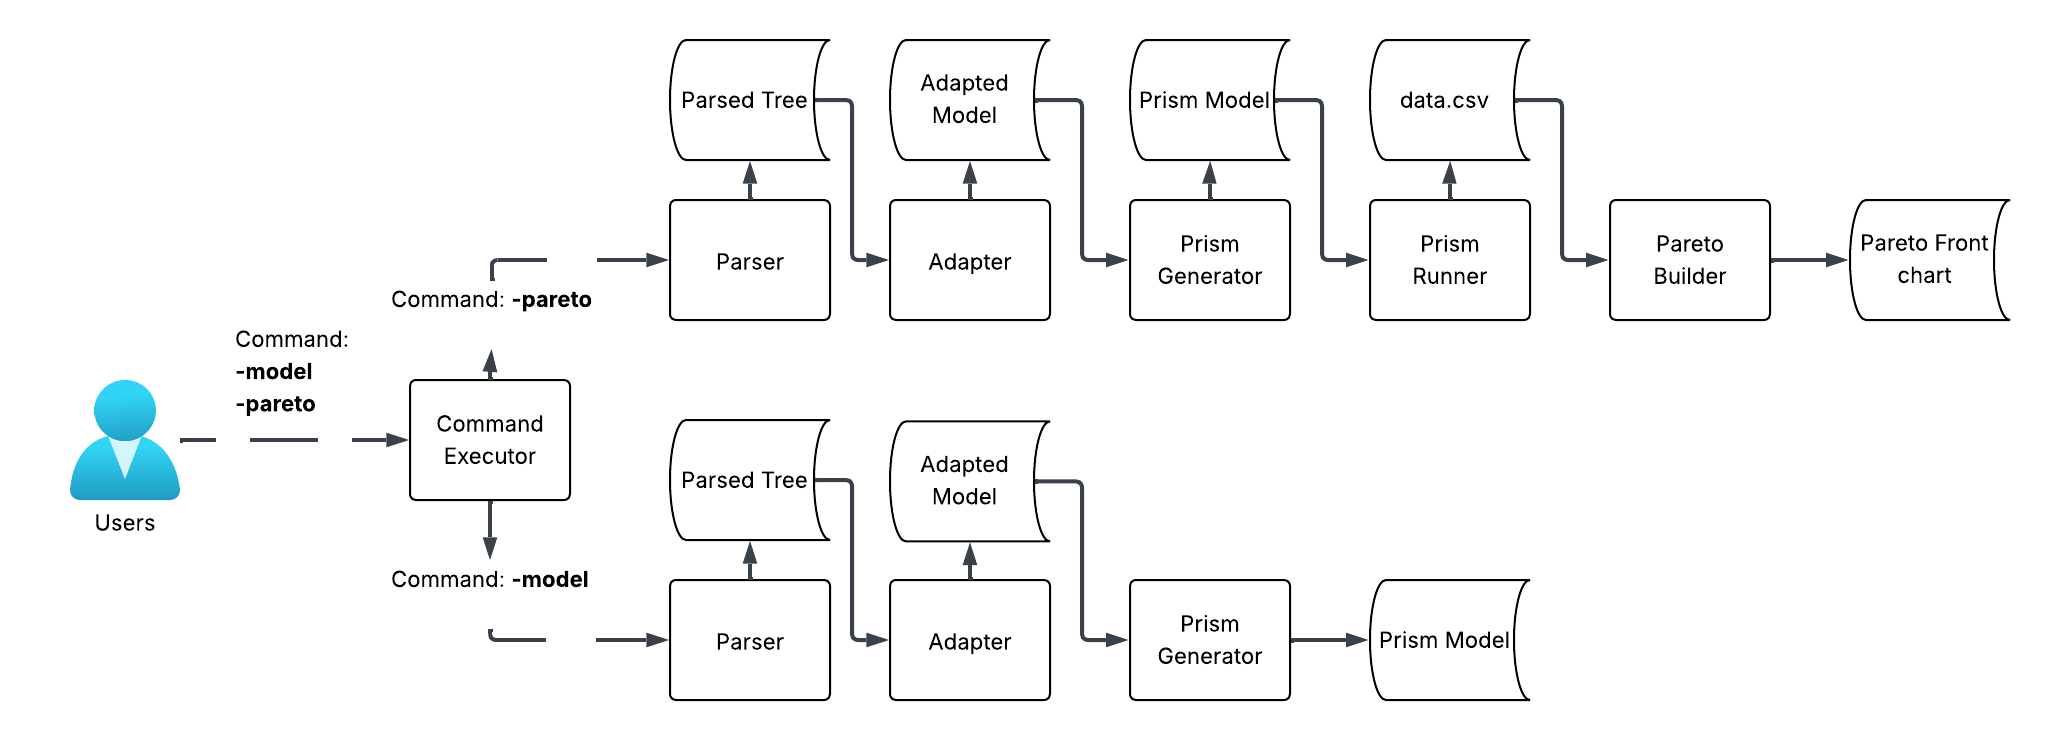 Parsed Tree
Adapted
Model
Prism Model
data.csv
Parser
Adapter
Prism
Generator
Prism
Runner
Pareto
Builder
Pareto Front
chart
Command: -pareto
Command:
-model
-pareto
Users
Command
Executor
Command: -model
Parsed Tree
Adapted
Model
Parser
Adapter
Prism
Generator
Prism Model